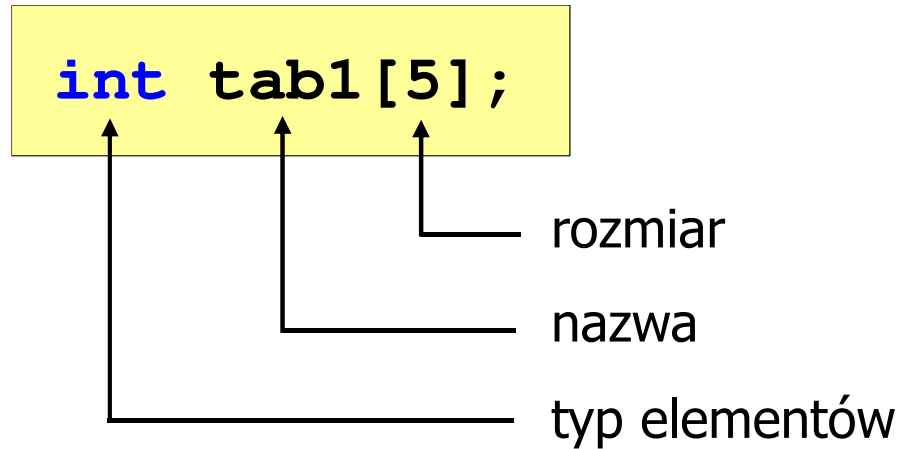 int tab1[5];
rozmiar
nazwa
typ elementów